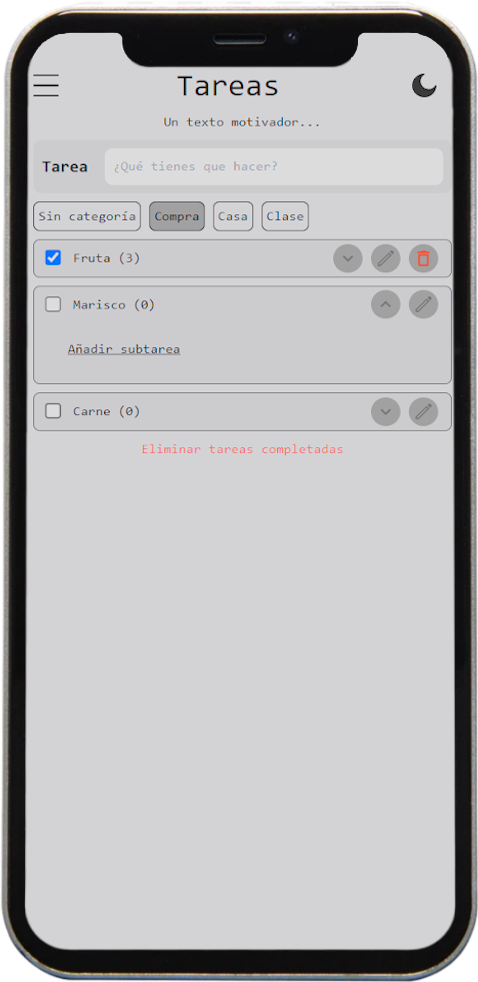 Tareas
Un texto motivador...
Tarea ¿Qué tienes que hacer?
Sin categoría Compra Casa Clase
Fruta (3)
Marisco (0)
Añadir subtarea
Carne (0)
Eliminar tareas completadas